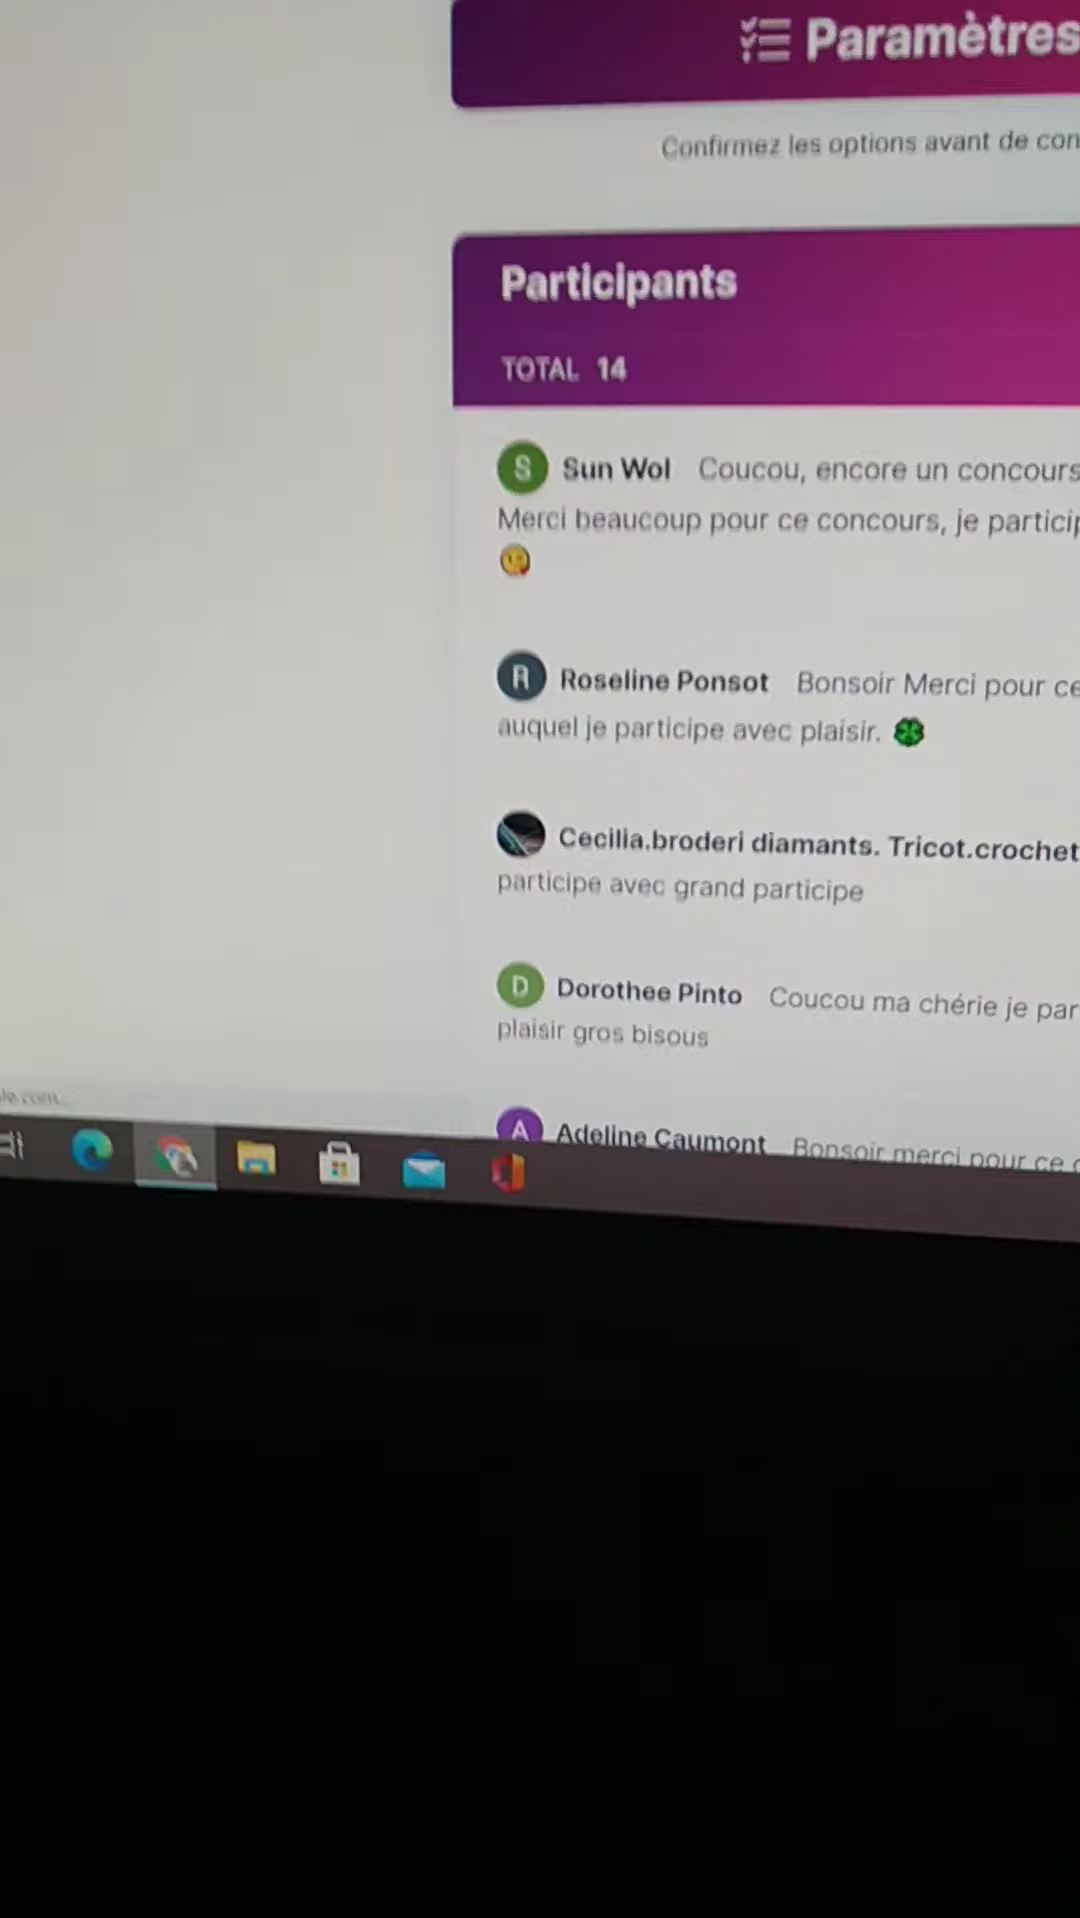 Paramètres
Confirmez les options avant de con
Participants
TOTAL 14
S Sun Wol Coucou, encore un concours
Merci beaucoup pour ce concours, je particip
R Roseline Ponsot Bonsoir Merci pour ce
auquel je participe avec plaisir.
Cecilia.broderi diamants. Tricot.crochet
participe avec grand participe
D Dorothee Pinto Coucou ma chérie je par
plaisir gros bisous
A Adeline Caumont Bonsoir merci pour ce